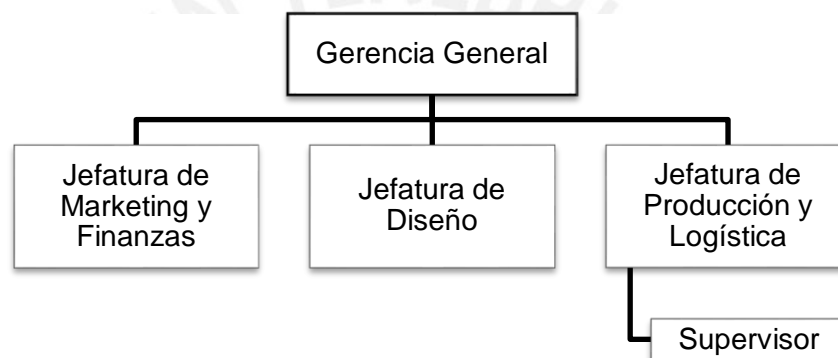 Gerencia General
Jefatura de
Marketing y
Finanzas
Jefatura de
Diseño
Jefatura de
Producción y
Logística
Supervisor